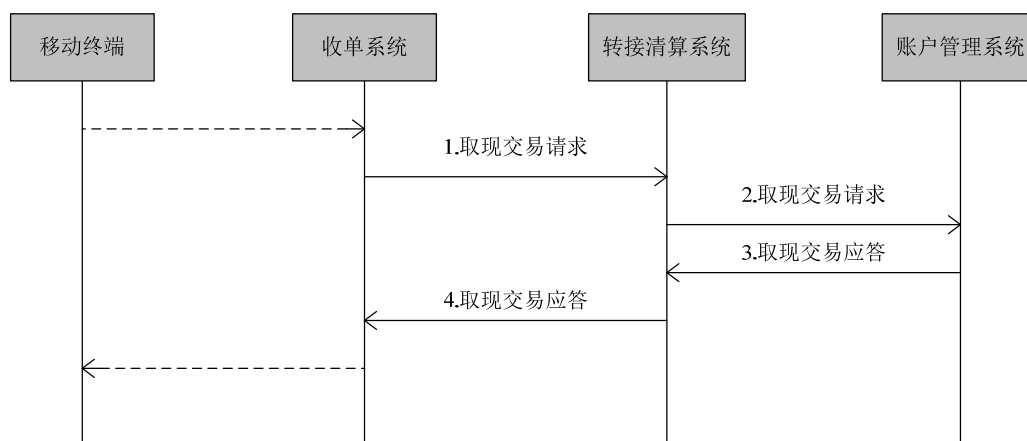 移动终端
收单系统
转接清算系统
账户管理系统
1.取现交易请求
2.取现交易请求
3.取现交易应答
4.取现交易应答